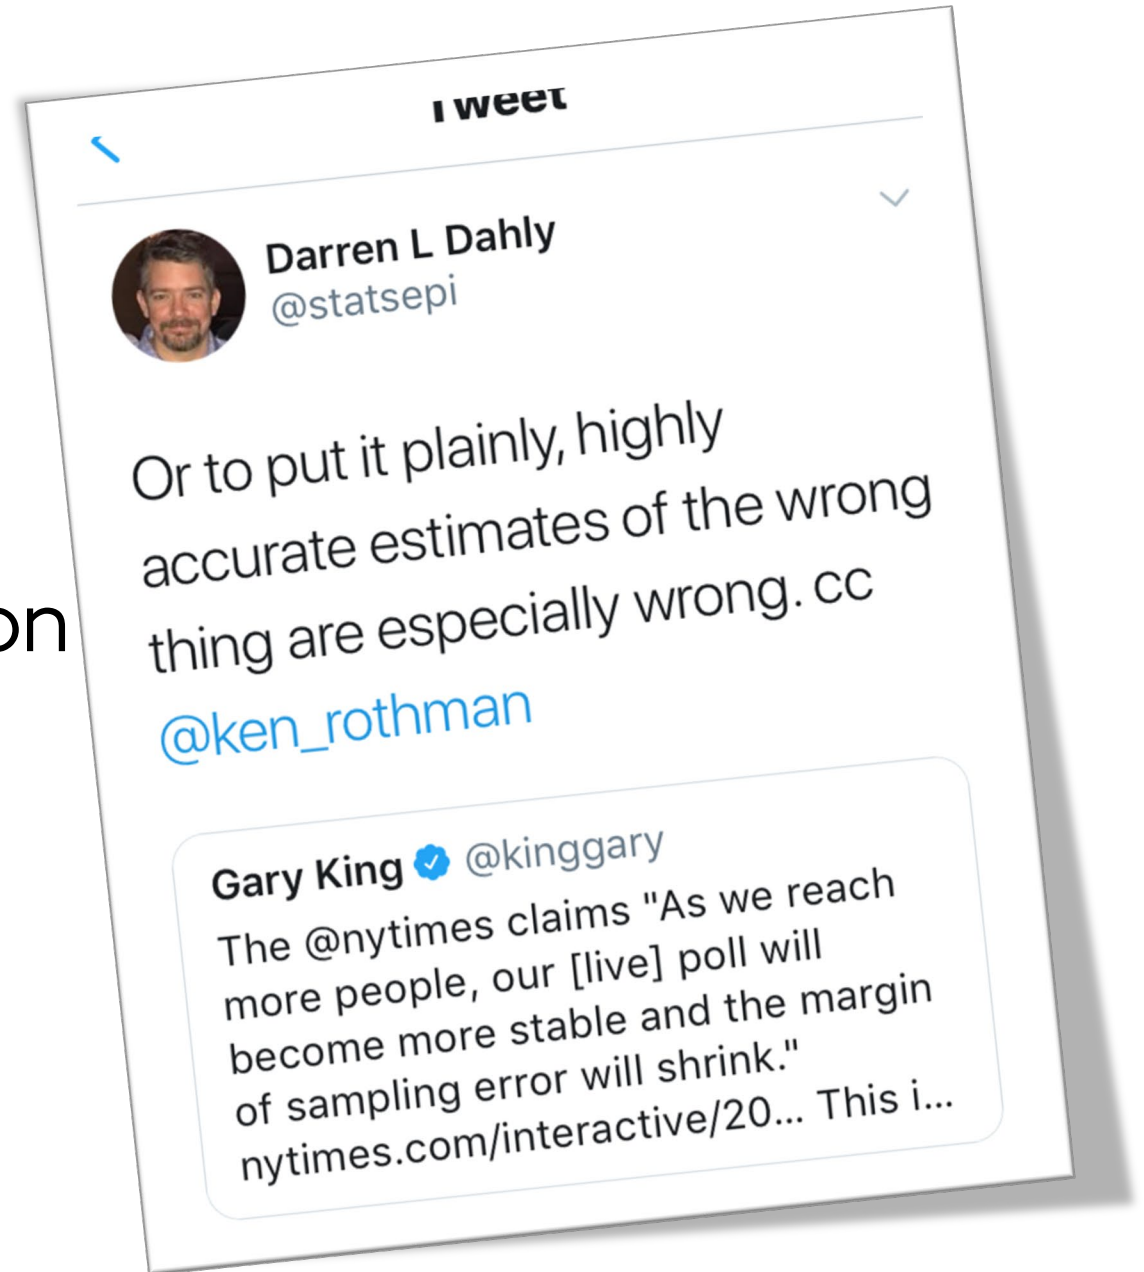 Tweet
Darren L Dahly
@statsepi
Or to put it plainly, highly
accurate estimates of the wrong
thing are especially wrong. cc
@ken_rothman
on
Gary King @kinggary
The @nytimes claims "As we reach
more people, our [live] poll will
become more stable and the margin
of sampling error will shrink."
nytimes.com/interactive/20... This i...